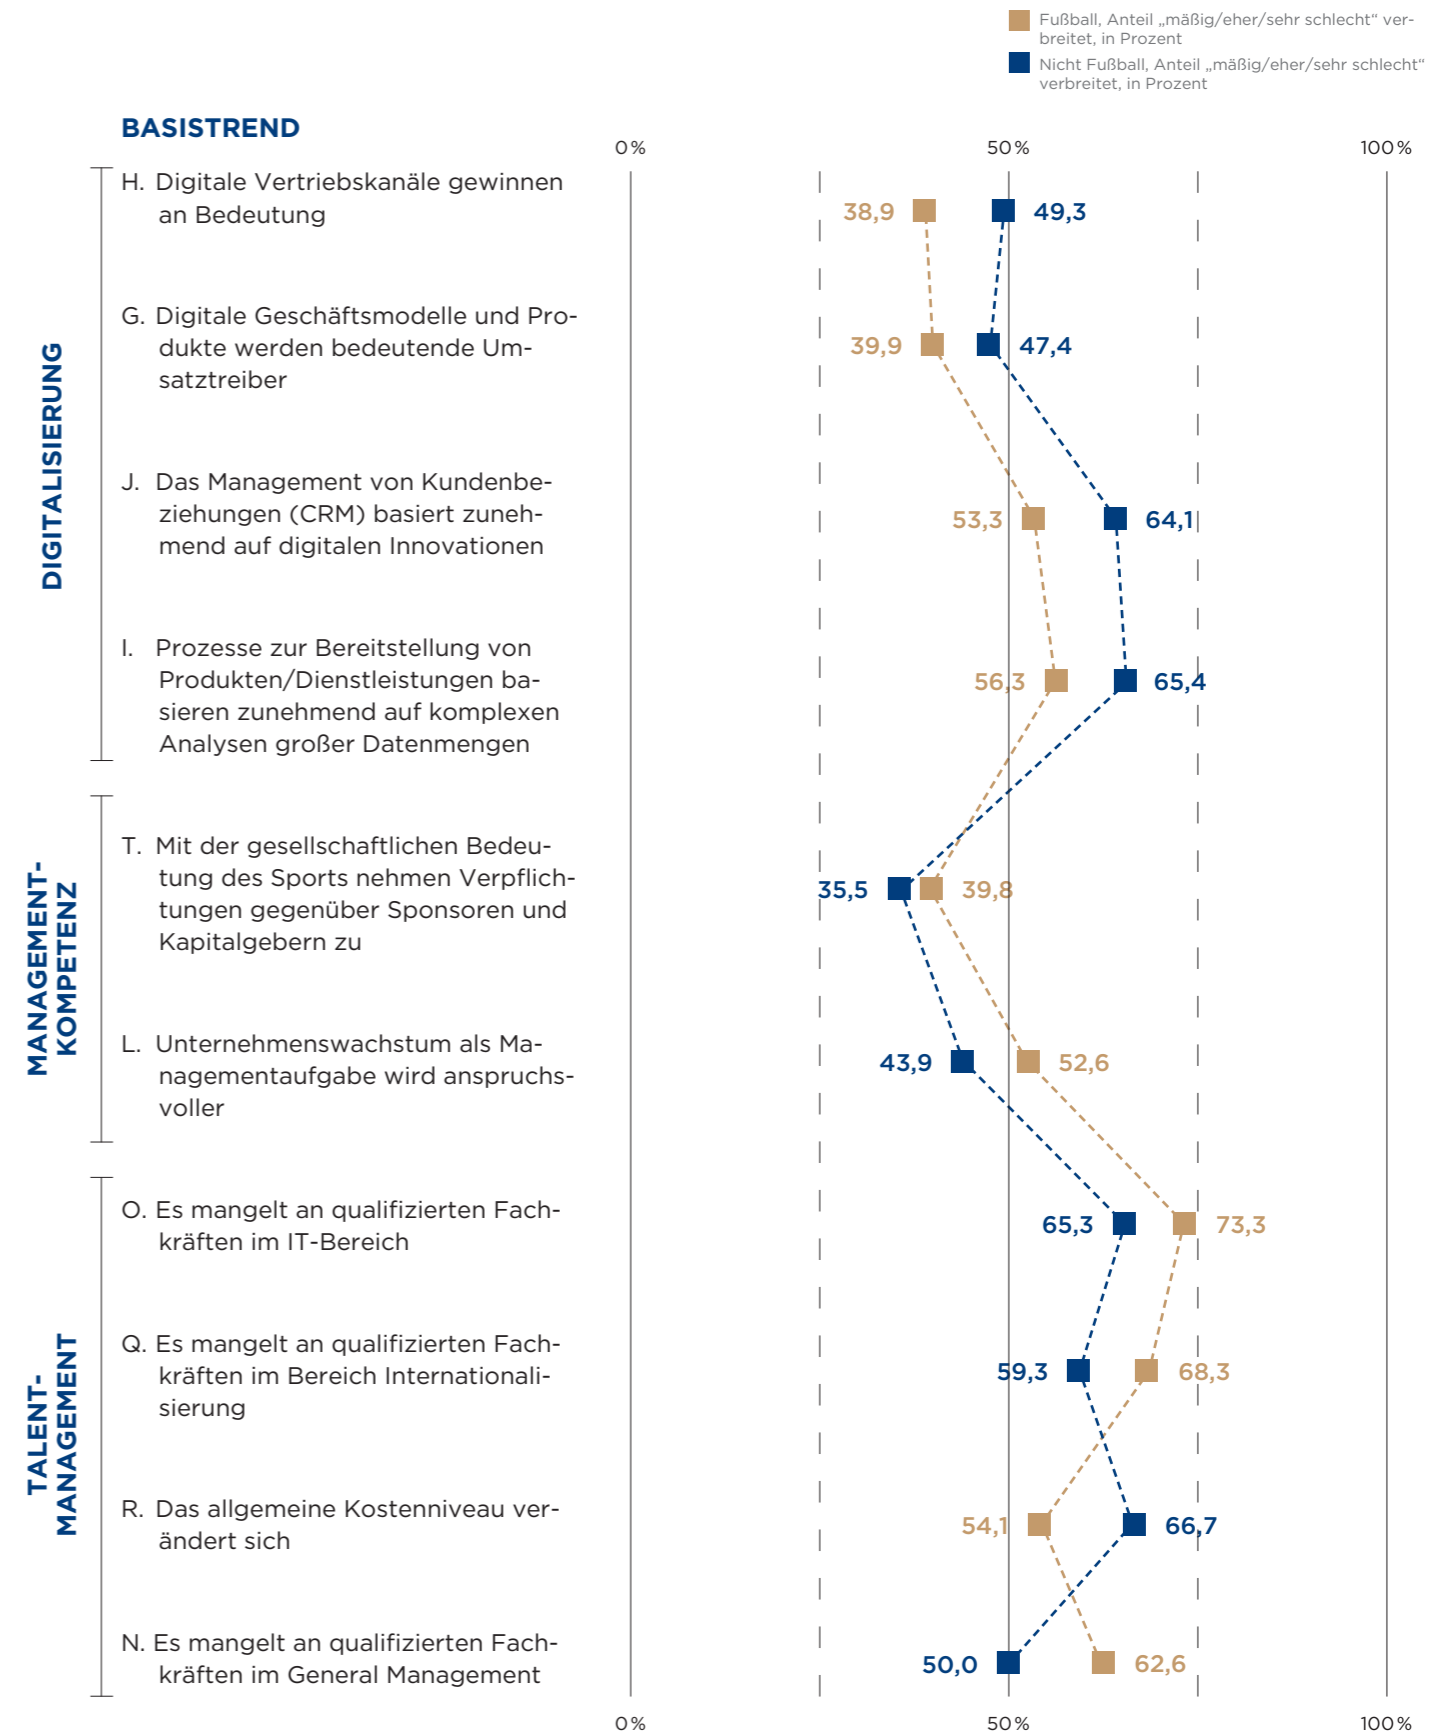 Fußball, Anteil „mäßig/eher/sehr schlecht“ ver-
breitet, in Prozent
Nicht Fußball, Anteil „mäßig/eher/sehr schlecht“
verbreitet, in Prozent
BASISTREND
0 %
50 %
100 %
DIGITALISIERUNG
H. Digitale Vertriebskanäle gewinnen
an Bedeutung
38,9
49,3
G. Digitale Geschäftsmodelle und Pro-
dukte werden bedeutende Um-
satztreiber
39,9
47,4
J. Das Management von Kundenbe-
ziehungen (CRM) basiert zuneh-
mend auf digitalen Innovationen
53,3
64,1
I. Prozesse zur Bereitstellung von
Produkten/Dienstleistungen ba-
sieren zunehmend auf komplexen
Analysen großer Datenmengen
56,3
65,4
MANAGEMENT-
KOMPETENZ
T. Mit der gesellschaftlichen Bedeu-
tung des Sports nehmen Verpflich-
tungen gegenüber Sponsoren und
Kapitalgebern zu
35,5
39,8
L. Unternehmenswachstum als Ma-
nagementaufgabe wird anspruchs-
voller
43,9
52,6
TALENT-
MANAGEMENT
O. Es mangelt an qualifizierten Fach-
kräften im IT-Bereich
65,3
73,3
Q. Es mangelt an qualifizierten Fach-
kräften im Bereich Internationali-
sierung
59,3
68,3
R. Das allgemeine Kostenniveau ver-
ändert sich
54,1
66,7
N. Es mangelt an qualifizierten Fach-
kräften im General Management
50,0
62,6
0 %
50 %
100 %